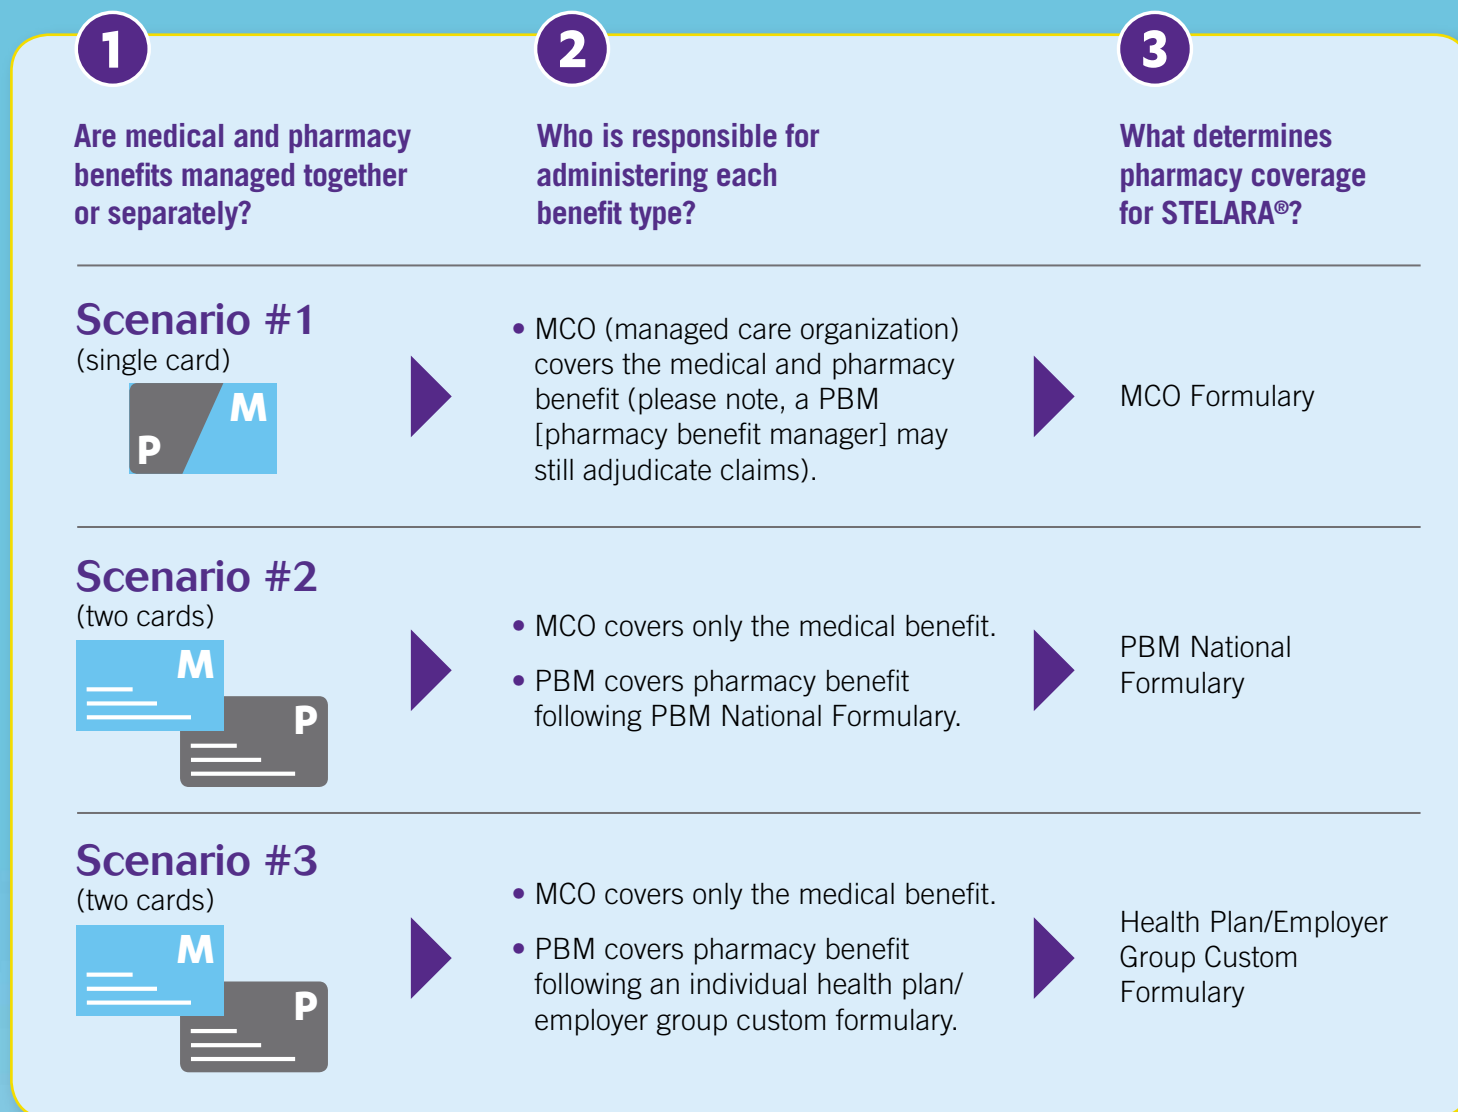 1
Are medical and pharmacy
benefits managed together
or separately?
2
Who is responsible for
administering each
benefit type?
3
What determines
pharmacy coverage
for STELARA®?
Scenario #1
(single card)
M
P
• MCO (managed care organization)
covers the medical and pharmacy
benefit (please note, a PBM
[pharmacy benefit manager] may
still adjudicate claims).
MCO Formulary
Scenario #2
(two cards)
M
P
• MCO covers only the medical benefit.
• PBM covers pharmacy benefit
following PBM National Formulary.
PBM National
Formulary
Scenario #3
(two cards)
M
P
• MCO covers only the medical benefit.
• PBM covers pharmacy benefit
following an individual health plan/
employer group custom formulary.
Health Plan/Employer
Group Custom
Formulary